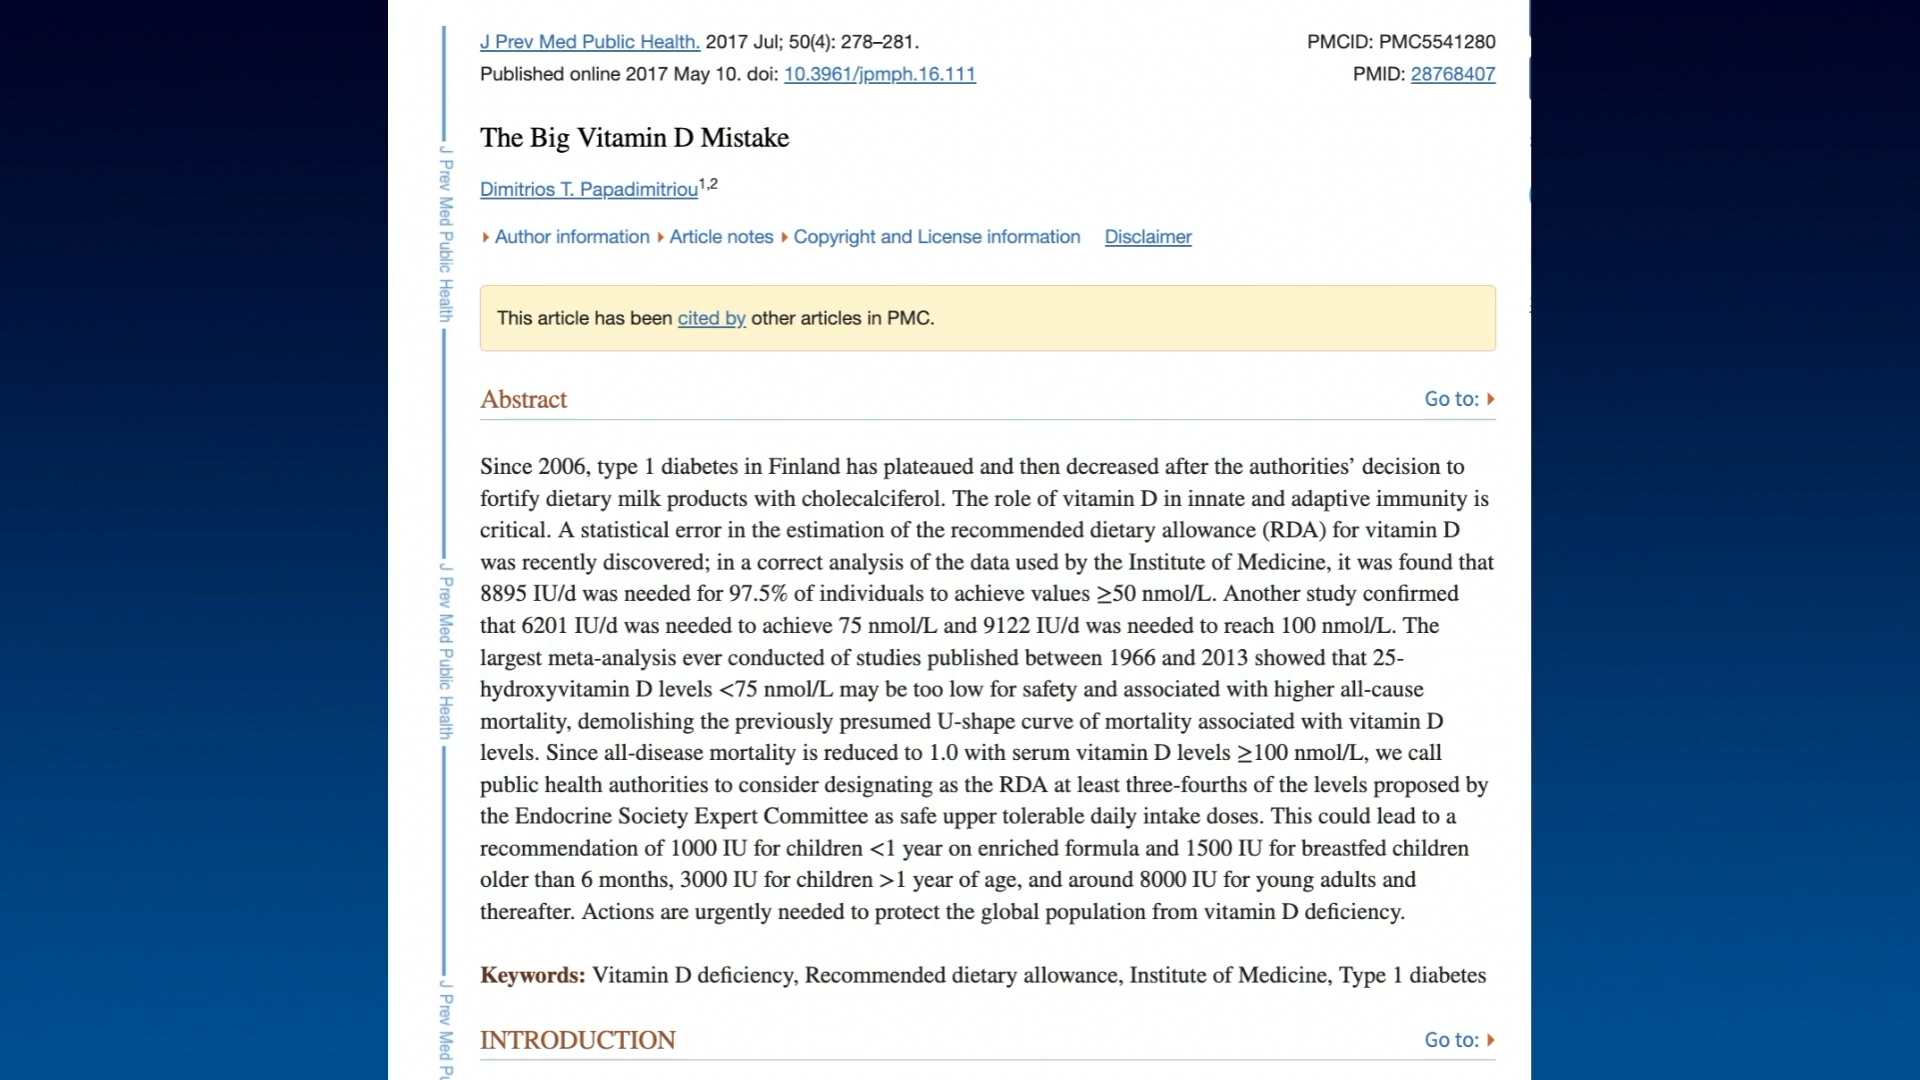 J Prev Med Public Health. 2017 Jul; 50(4): 278–281.
PMCID: PMC5541280
Published online 2017 May 10. doi: 10.3961/jpmph.16.111
PMID: 28768407
The Big Vitamin D Mistake
Dimitrios T. Papadimitriou1,2
Author information Article notes Copyright and License information Disclaimer
This article has been cited by other articles in PMC.
Abstract
Go to:
Since 2006, type 1 diabetes in Finland has plateaued and then decreased after the authorities’ decision to
fortify dietary milk products with cholecalciferol. The role of vitamin D in innate and adaptive immunity is
critical. A statistical error in the estimation of the recommended dietary allowance (RDA) for vitamin D
was recently discovered; in a correct analysis of the data used by the Institute of Medicine, it was found that
8895 IU/d was needed for 97.5% of individuals to achieve values ≥50 nmol/L. Another study confirmed
that 6201 IU/d was needed to achieve 75 nmol/L and 9122 IU/d was needed to reach 100 nmol/L. The
largest meta-analysis ever conducted of studies published between 1966 and 2013 showed that 25-
hydroxyvitamin D levels <75 nmol/L may be too low for safety and associated with higher all-cause
mortality, demolishing the previously presumed U-shape curve of mortality associated with vitamin D
levels. Since all-disease mortality is reduced to 1.0 with serum vitamin D levels ≥100 nmol/L, we call
public health authorities to consider designating as the RDA at least three-fourths of the levels proposed by
the Endocrine Society Expert Committee as safe upper tolerable daily intake doses. This could lead to a
recommendation of 1000 IU for children <1 year on enriched formula and 1500 IU for breastfed children
older than 6 months, 3000 IU for children >1 year of age, and around 8000 IU for young adults and
thereafter. Actions are urgently needed to protect the global population from vitamin D deficiency.
Keywords: Vitamin D deficiency, Recommended dietary allowance, Institute of Medicine, Type 1 diabetes
INTRODUCTION
Go to:
J Prev Med Public Health
J Prev Med Public Health
J Prev Med Pu